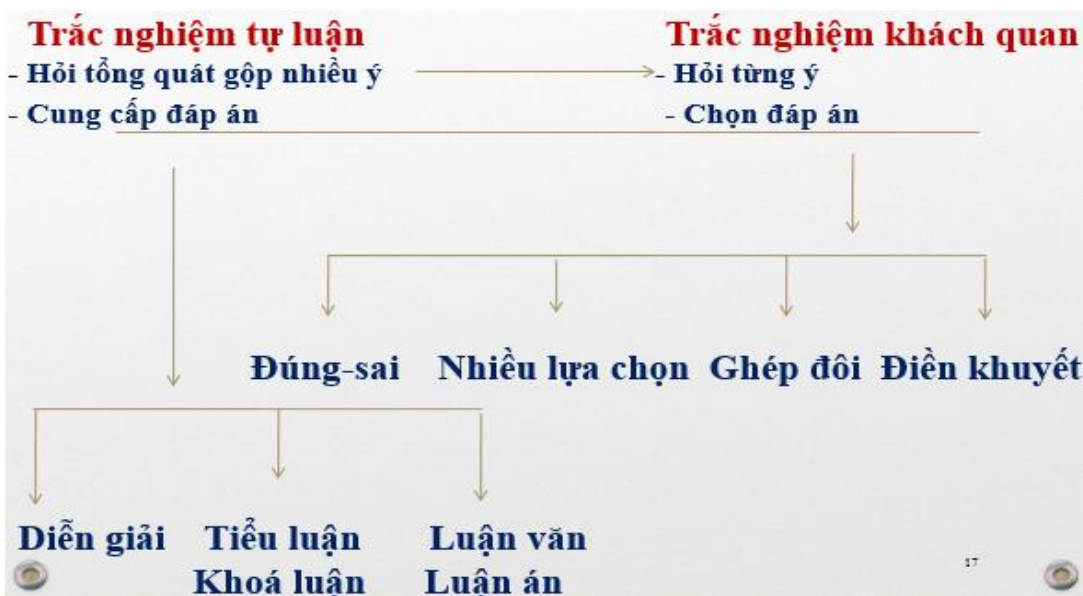 Trắc nghiệm tự luận
- Hỏi tổng quát gộp nhiều ý
- Cung cấp đáp án
Trắc nghiệm khách quan
- Hỏi từng ý
- Chọn đáp án
Đúng-sai Nhiều lựa chọn Ghép đôi Điền khuyết
Diễn giải Tiểu luận Luận văn
Khoá luận Luận án
17